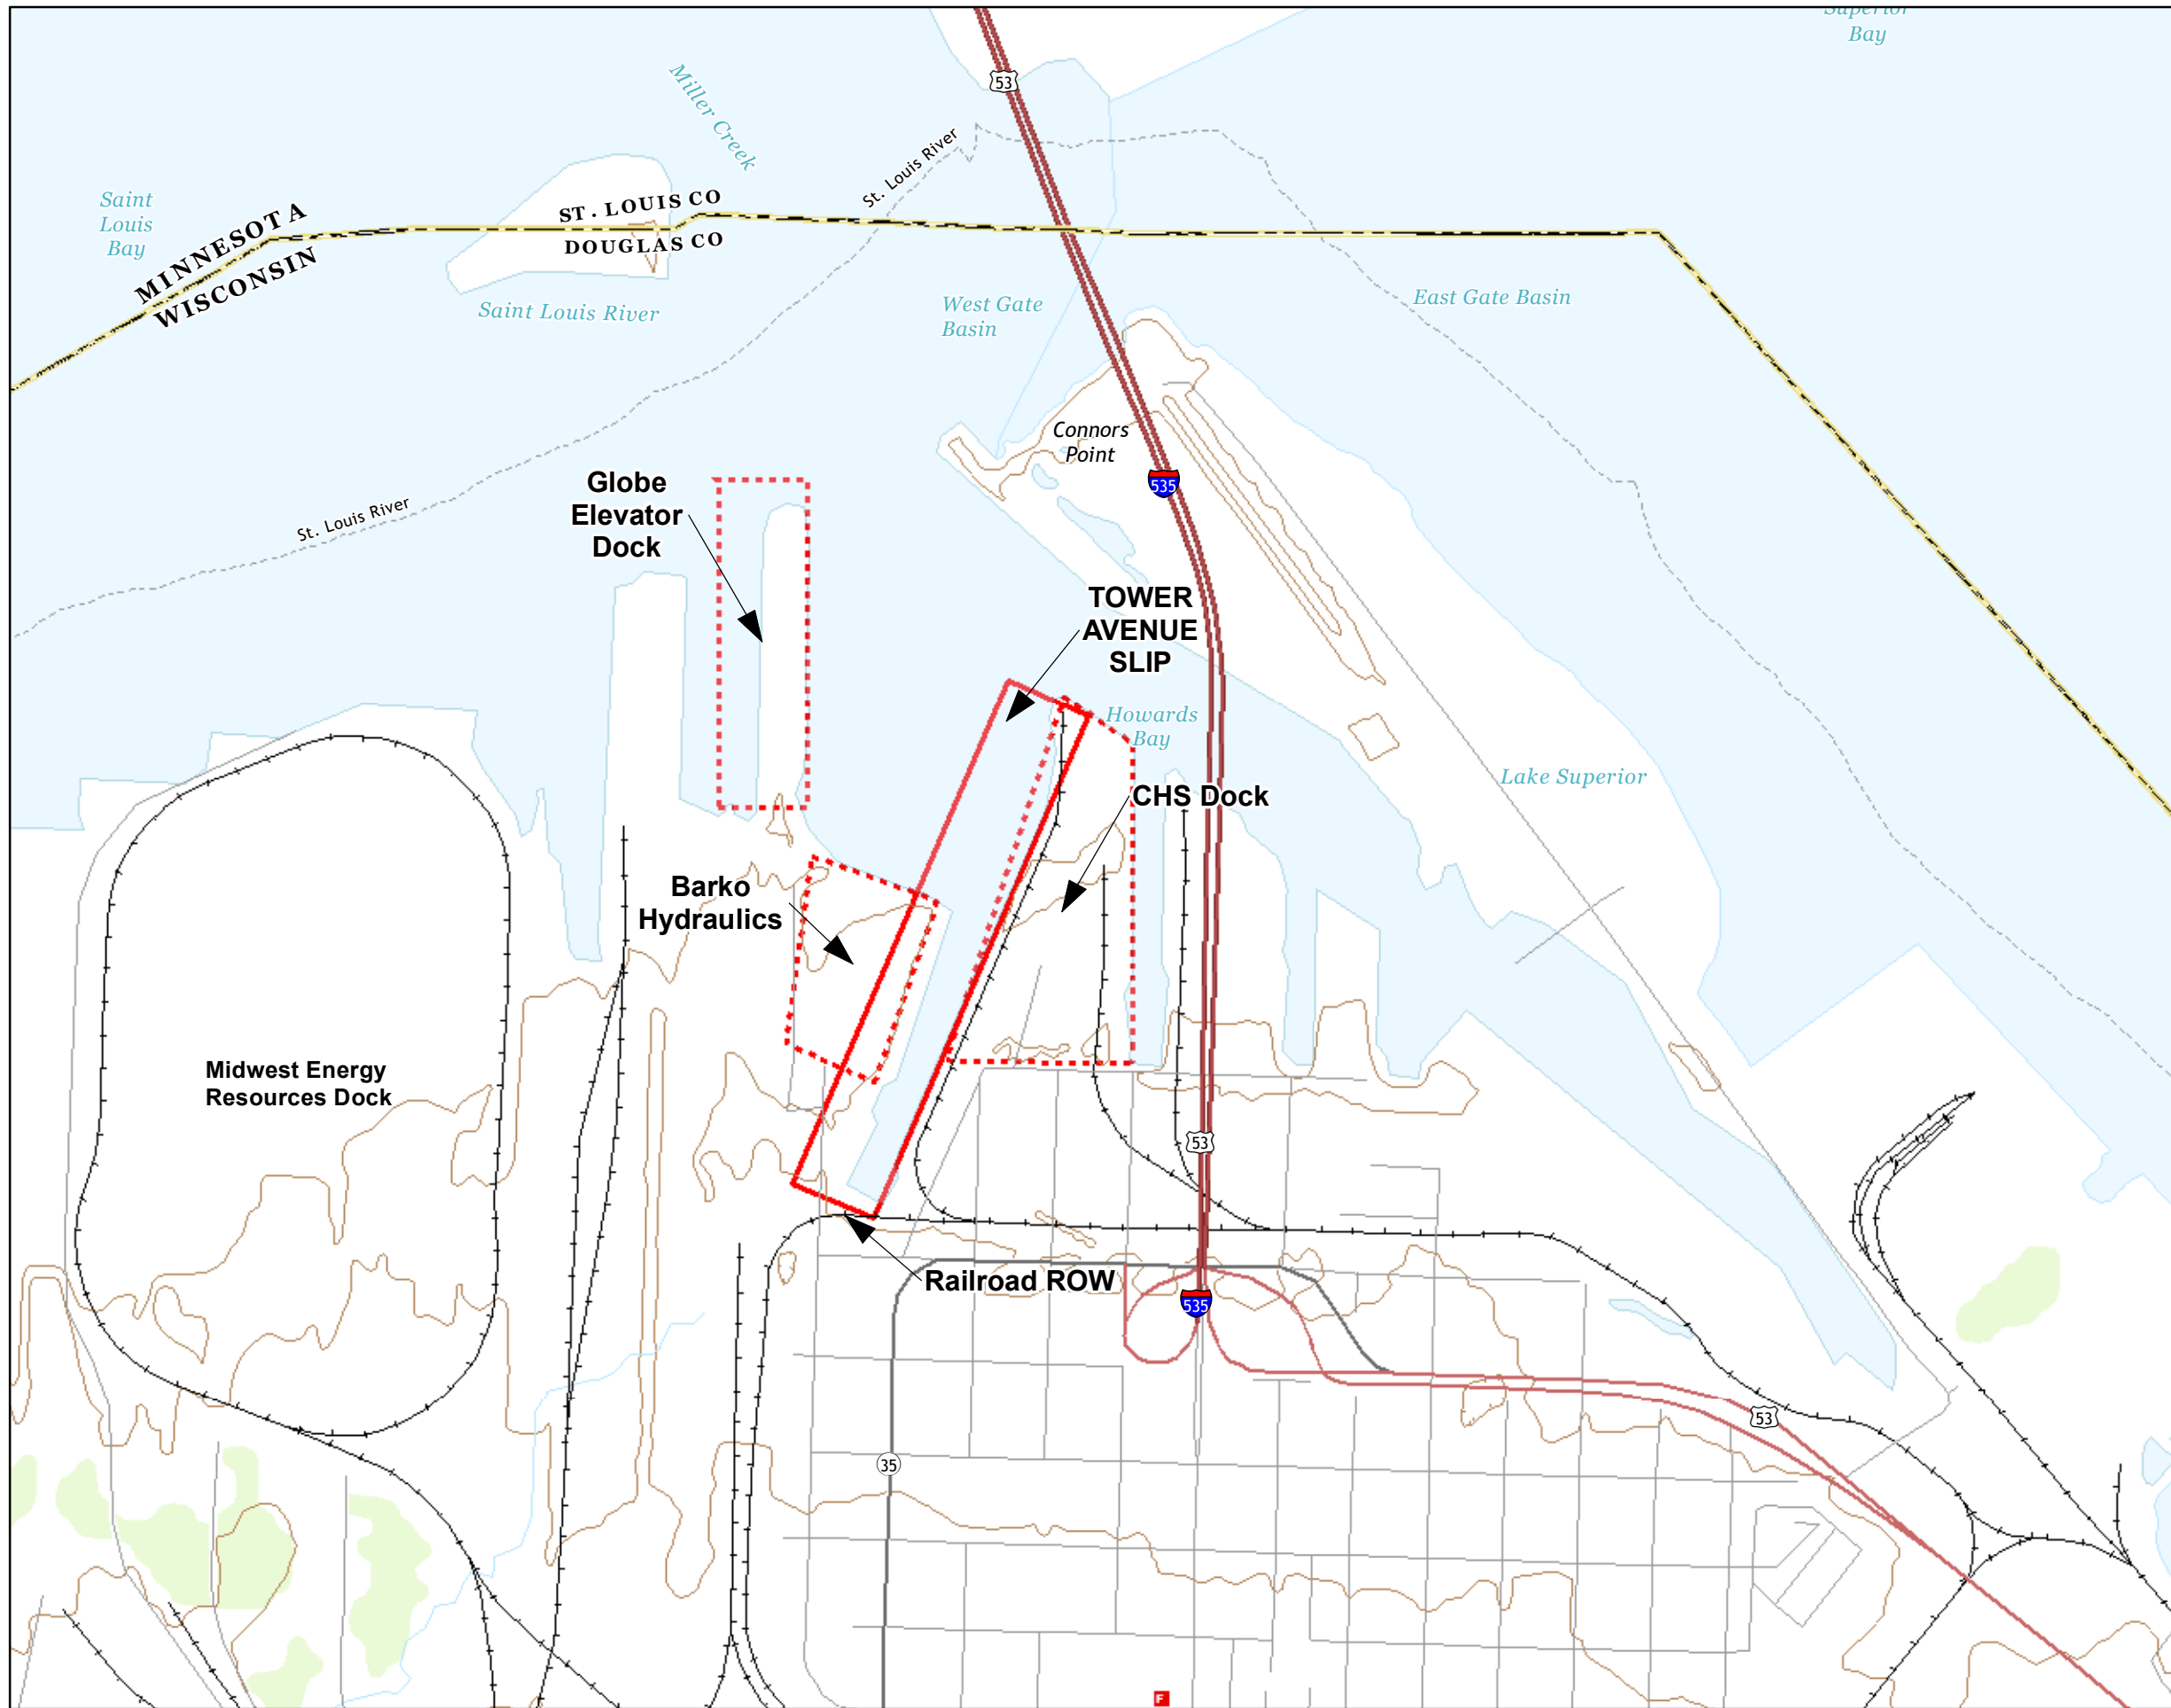 Superior
Bay
53
Miller Creek
St. Louis River
Saint
Louis
Bay
ST. LOUIS CO
DOUGLAS CO
MINNESOTA
WISCONSIN
Saint Louis River
West Gate
Basin
East Gate Basin
Connors
Point
535
Globe
Elevator
Dock
St. Louis River
TOWER
AVENUE
SLIP
Howards
Bay
Lake Superior
CHS Dock
Barko
Hydraulics
Midwest Energy
Resources Dock
53
Railroad ROW
535
53
35
F